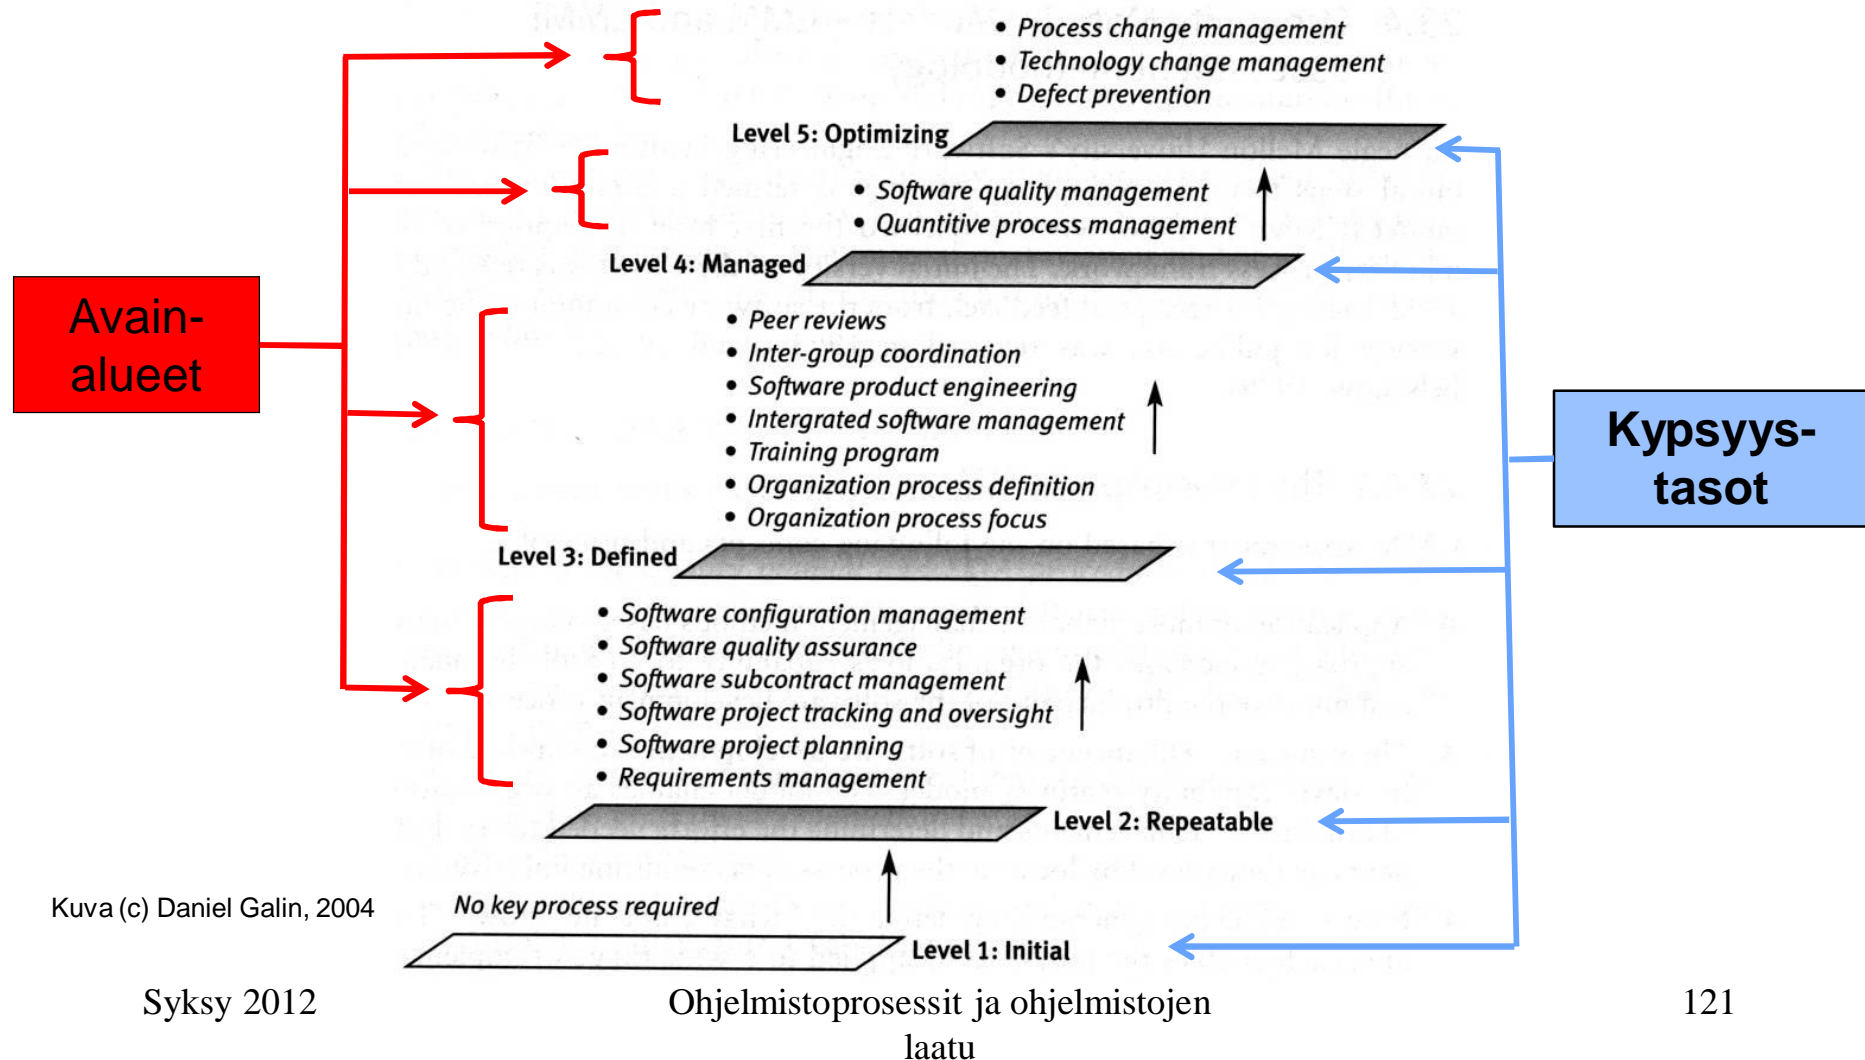 • Process change management
• Technology change management
• Defect prevention
Level 5: Optimizing
• Software quality management
• Quantitive process management
Level 4: Managed
Avain-
alueet
• Peer reviews
• Inter-group coordination
• Software product engineering
• Intergrated software management
• Training program
• Organization process definition
• Organization process focus
Kypsyys-
tasot
Level 3: Defined
• Software configuration management
• Software quality assurance
• Software subcontract management
• Software project tracking and oversight
• Software project planning
• Requirements management
Level 2: Repeatable
Kuva (c) Daniel Galin, 2004
No key process required
Level 1: Initial
Syksy 2012
Ohjelmistoprosessit ja ohjelmistojen
laatu
121